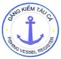 ĐĂNG KIỂM TÀU CÁ
FISHING VESSEL REGISTER